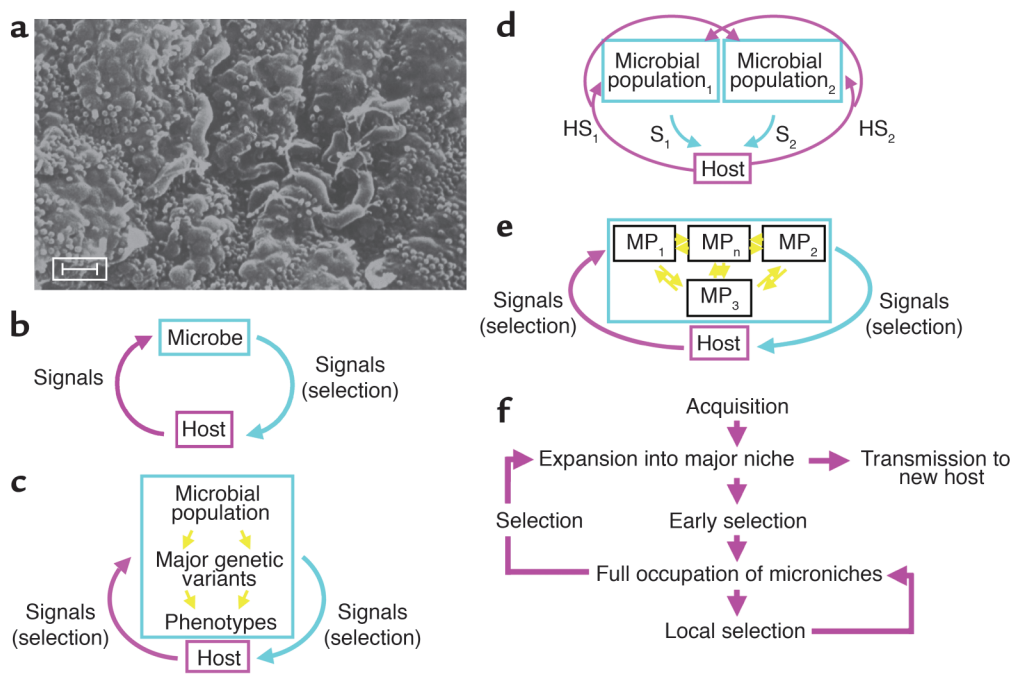 a
b
Microbe
Signals
Signals
(selection)
Host
c
Microbial
population
Major genetic
variants
Phenotypes
Signals
(selection)
Signals
(selection)
Host
d
Microbial
population1
Microbial
population2
HS1
S1
S2
HS2
Host
e
MP1
MPn
MP2
MP3
Signals
(selection)
Signals
(selection)
Host
f
Acquisition
Expansion into major niche
Transmission to
new host
Selection
Early selection
Full occupation of microniches
Local selection